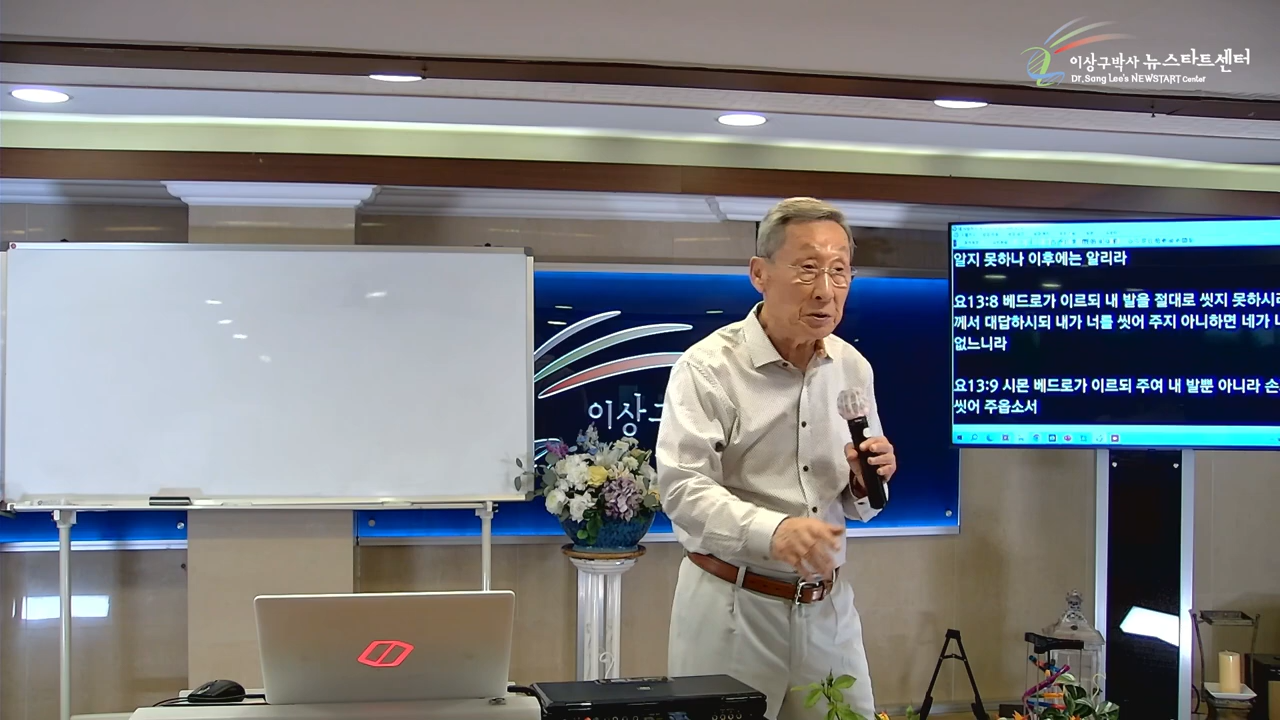 이상구박사 뉴스타트센터
Dr. Sang Lee's NEWSTART Center
알지 못하나 이후에는 알리라
요13:8 베드로가 이르되 내 발을 절대로 씻지 못하시리
께서 대답하시되 내가 너를 씻어 주지 아니하면 네가
없느니라
요13:9 시몬 베드로가 이르되 주여 내 발뿐 아니라 손
씻어 주옵소서
이상